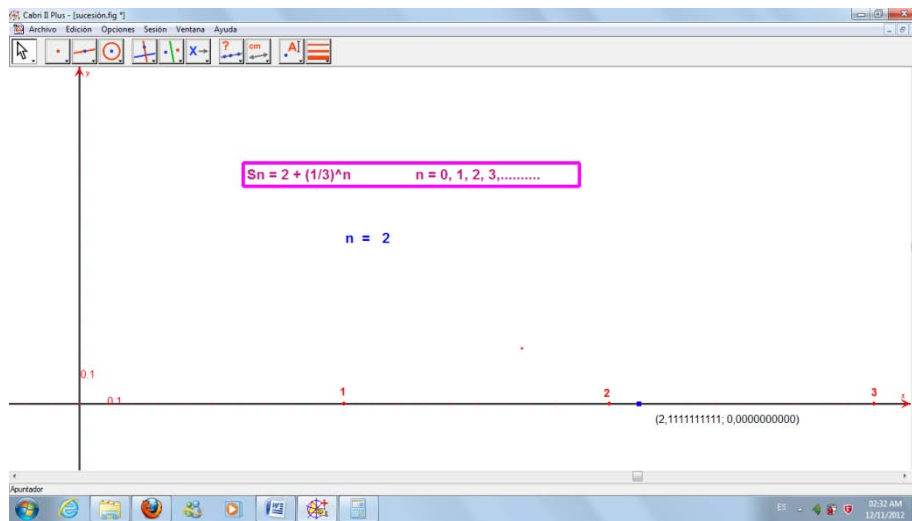 Cabri II Plus - [sucesión.fig *]
Archivo Edición Opciones Sesión Ventana Ayuda
X→ ? cm A
y
Sn = 2 + (1/3)^n n = 0, 1, 2, 3,..........
n = 2
0.1
0.1 1 2 3 x
(2,1111111111; 0,0000000000)
Apuntador
ES 02:32 AM
12/11/2012